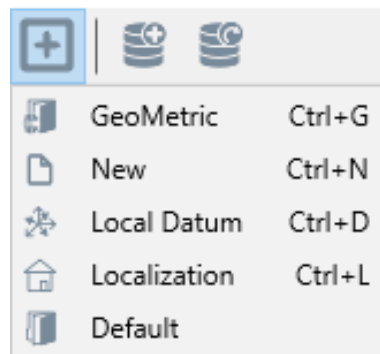 GeoMetric Ctrl+G
New Ctrl+N
Local Datum Ctrl+D
Localization Ctrl+L
Default